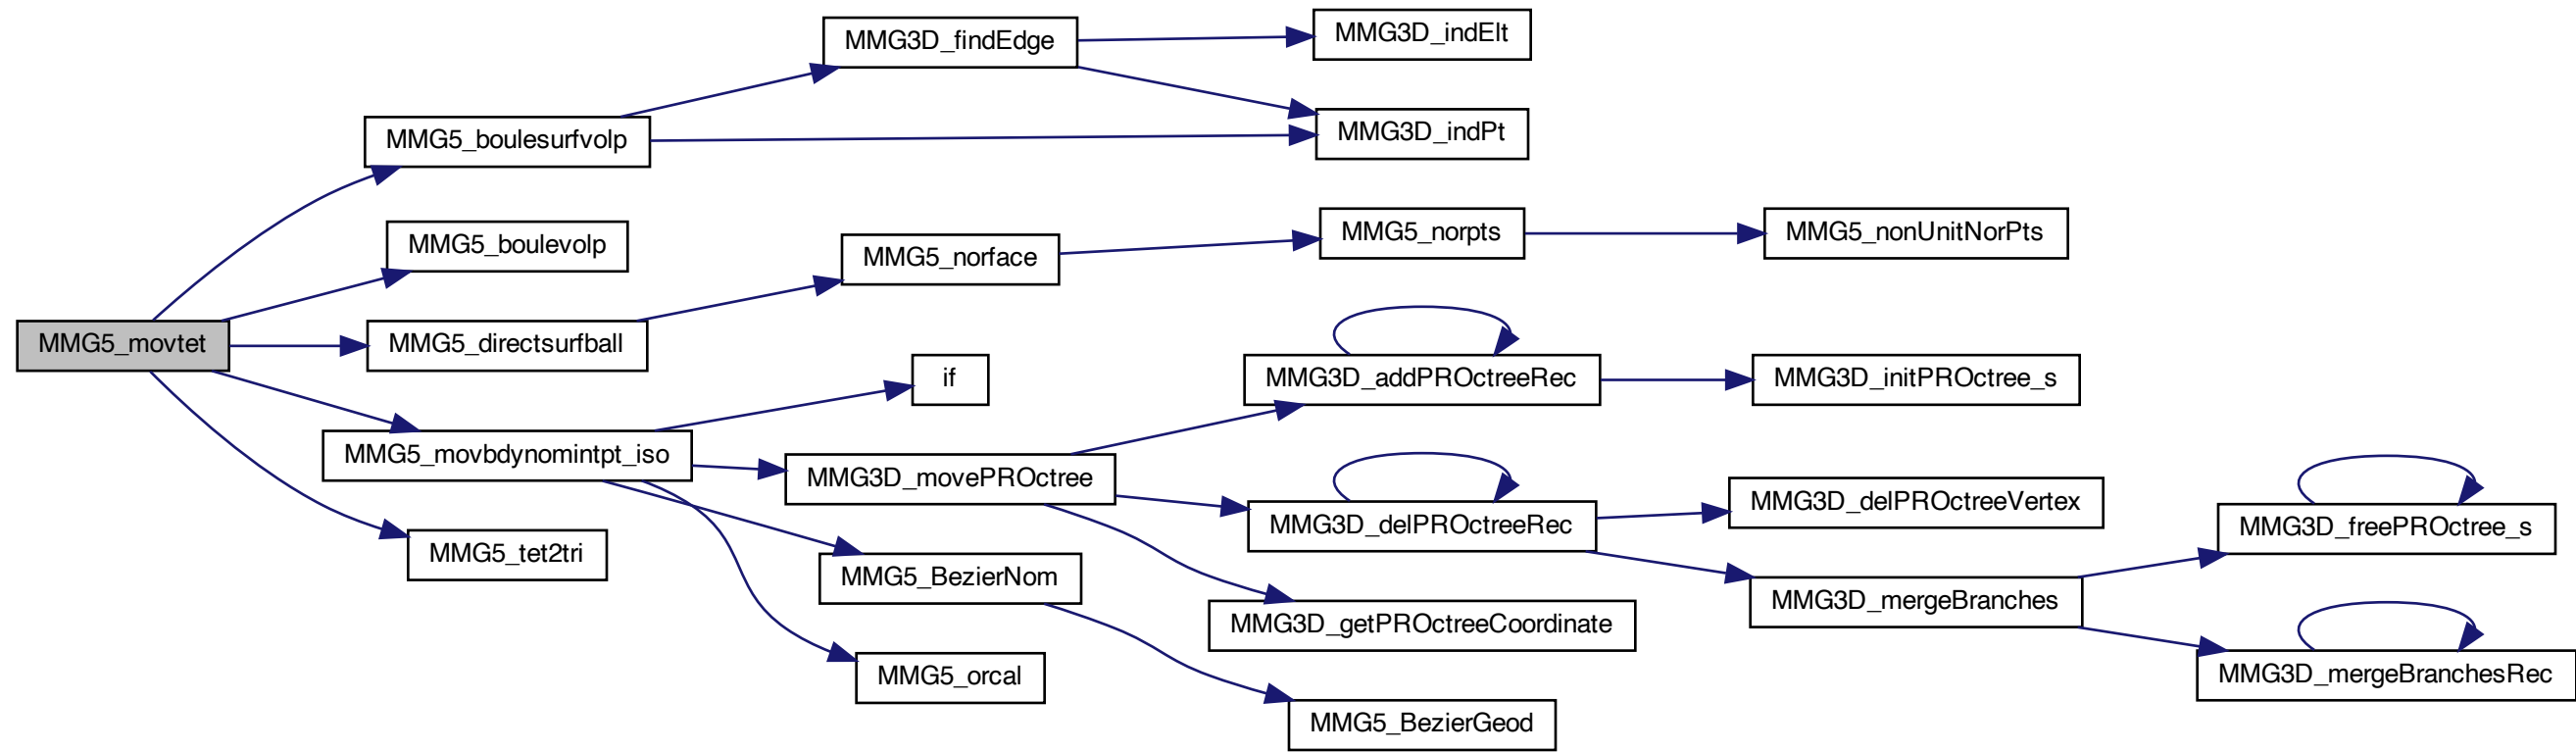 MMG3D_indElt
MMG3D_findEdge
MMG3D_indPt
MMG5_boulesurfvolp
MMG5_norpts
MMG5_nonUnitNorPts
MMG5_boulevolp
MMG5_norface
MMG5_movtet
MMG5_directsurfball
if
MMG3D_addPROctreeRec
MMG3D_initPROctree_s
MMG5_movbdynomintpt_iso
MMG3D_movePROctree
MMG3D_delPROctreeVertex
MMG3D_delPROctreeRec
MMG3D_freePROctree_s
MMG5_tet2tri
MMG5_BezierNom
MMG3D_mergeBranches
MMG3D_getPROctreeCoordinate
MMG5_orcal
MMG3D_mergeBranchesRec
MMG5_BezierGeod